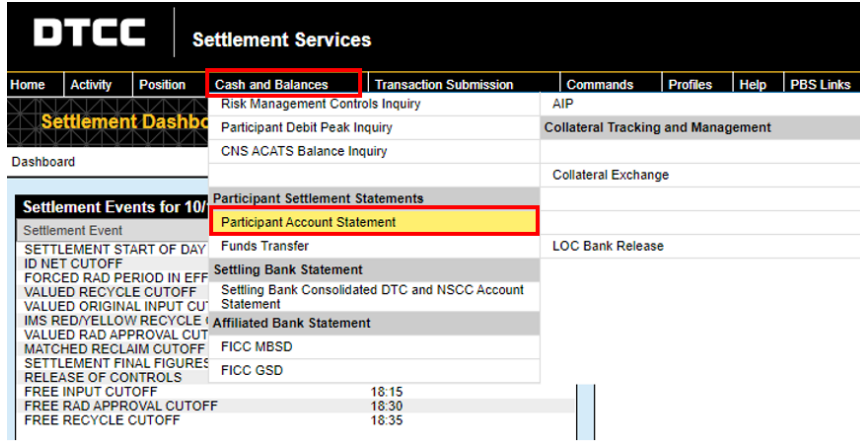 DTCC
Settlement Services
Home Activity Position Cash and Balances Transaction Submission Commands Profiles Help PBS Links
Settlement Dashbo
Dashboard
Risk Management Controls Inquiry
Participant Debit Peak Inquiry
CNS ACATS Balance Inquiry
Participant Settlement Statements
Participant Account Statement
Funds Transfer
Settling Bank Statement
Settling Bank Consolidated DTC and NSCC Account
Statement
Affiliated Bank Statement
FICC MBSD
FICC GSD
AIP
Collateral Tracking and Management
Collateral Exchange
LOC Bank Release
Settlement Events for 10/
Settlement Event
SETTLEMENT START OF DAY
ID NET CUTOFF
FORCED RAD PERIOD IN EFF
VALUED RECYCLE CUTOFF
VALUED ORIGINAL INPUT CU
IMS RED/YELLOW RECYCLE
VALUED RAD APPROVAL CUT
MATCHED RECLAIM CUTOFF
SETTLEMENT FINAL FIGURES
RELEASE OF CONTROLS
FREE INPUT CUTOFF 18:15
FREE RAD APPROVAL CUTOFF 18:30
FREE RECYCLE CUTOFF 18:35